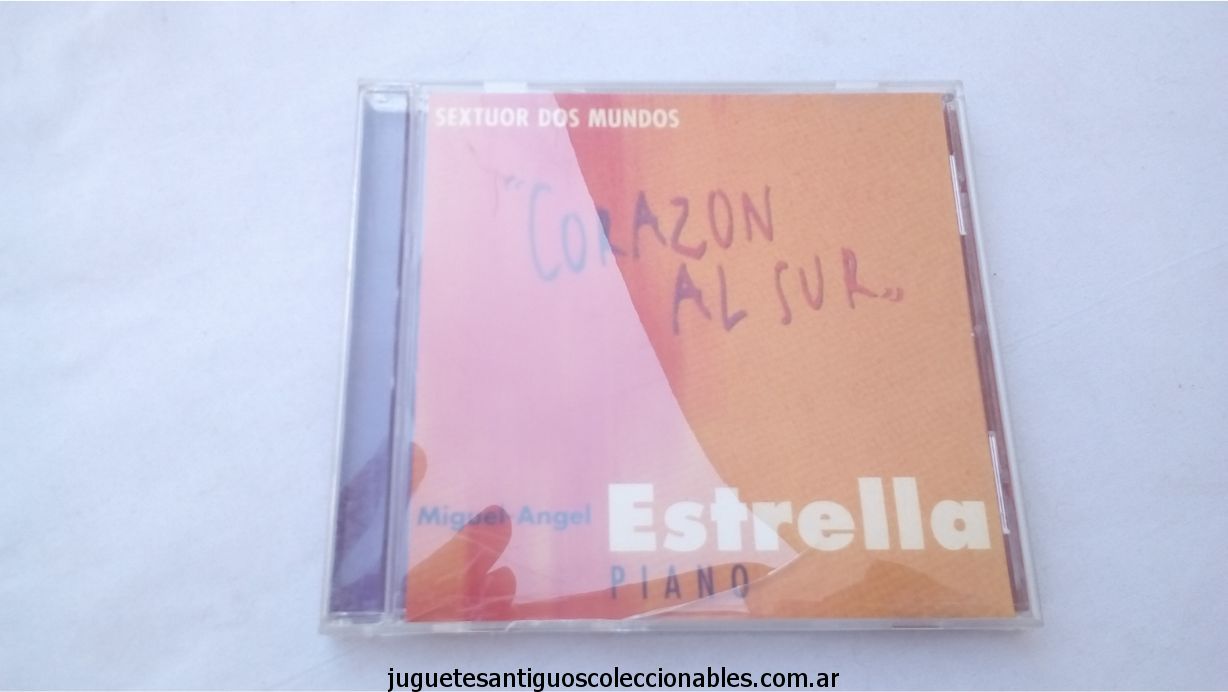 SEXTUOR DOS MUNDOS
"CORAZON
AL SUR"
Miguel-Angel Estrella
PIANO
juguetesantiguoscoleccionables.com.ar